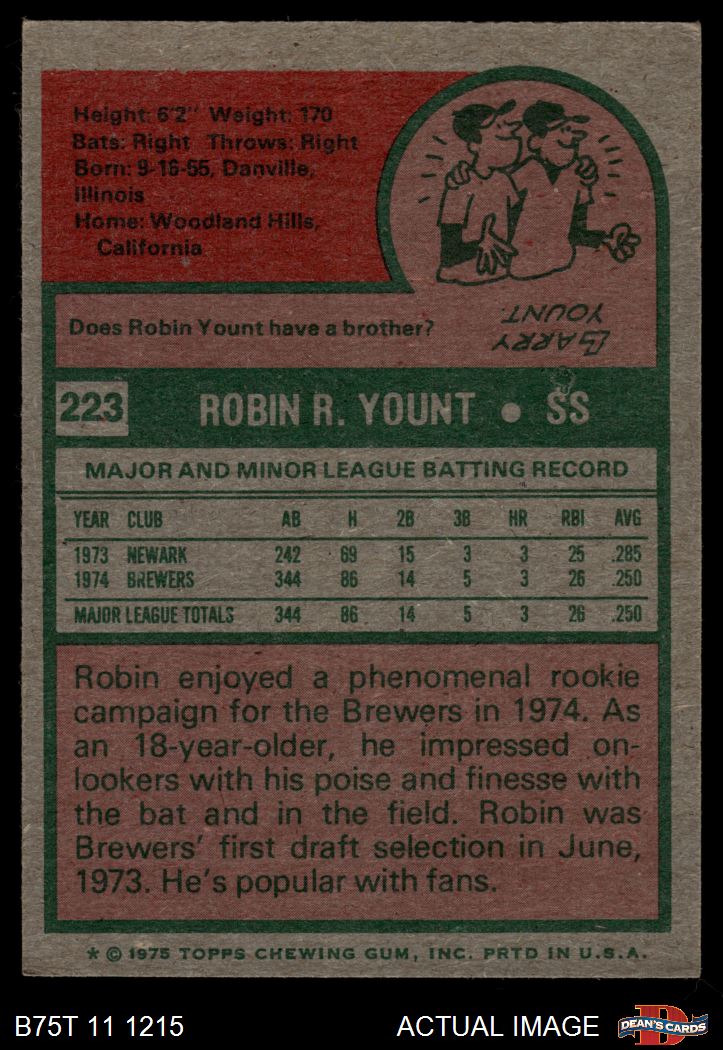 Height: 6'2" Weight: 170
Bats: Right Throws: Right
Born: 9-16-55, Danville,
Illinois
Home: Woodland Hills,
California
Does Robin Yount have a brother?
LARRY
YOUNT.
223 ROBIN R. YOUNT • SS
MAJOR AND MINOR LEAGUE BATTING RECORD
YEAR CLUB AB H 2B 3B HR RBI AVG
1973 NEWARK 242 69 15 3 3 25 .285
1974 BREWERS 344 86 14 5 3 26 .250
MAJOR LEAGUE TOTALS 344 86 14 5 3 26 .250
Robin enjoyed a phenomenal rookie
campaign for the Brewers in 1974. As
an 18-year-older, he impressed on-
lookers with his poise and finesse with
the bat and in the field. Robin was
Brewers' first draft selection in June,
1973. He's popular with fans.
* © 1975 TOPPS CHEWING GUM, INC. PRTD IN U.S.A.
B75T 11 1215 ACTUAL IMAGE
D
DEAN'S CARDS